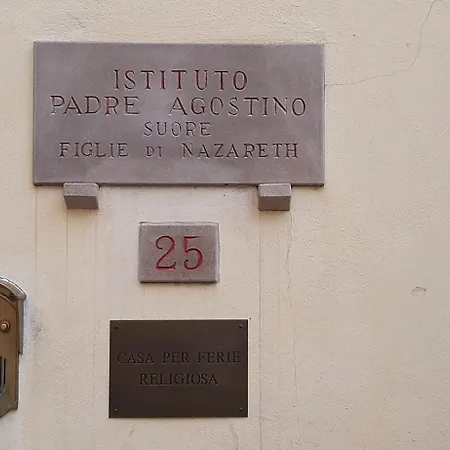 ISTITUTO
PADRE AGOSTINO
SUORE
FIGLIE DI NAZARETH
25
CASA PER FERIE
RELIGIOSA